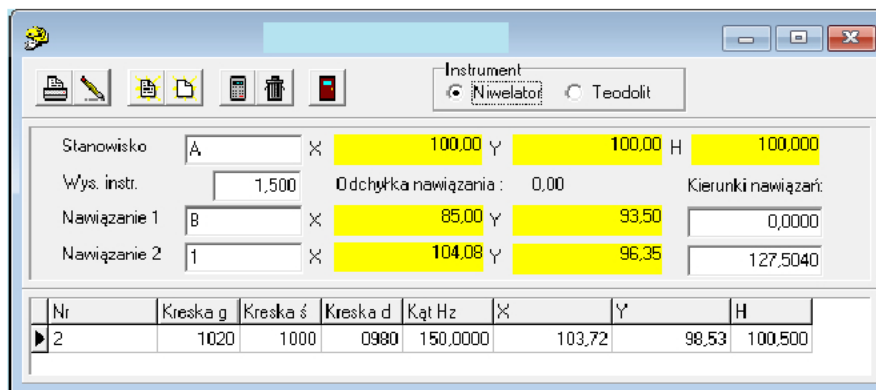 Instrument
Niwelator Teodolit
Stanowisko A X 100,00 Y 100,00 H 100,000
Wys. instr. 1,500 Odchyłka nawiązania : 0,00 Kierunki nawiązań:
Nawiązanie 1 B X 85,00 Y 93,50 0,0000
Nawiązanie 2 1 X 104,08 Y 96,35 127,5040
Nr Kreska g Kreska ś Kreska d Kąt Hz X Y H
2 1020 1000 0980 150,0000 103,72 98,53 100,500